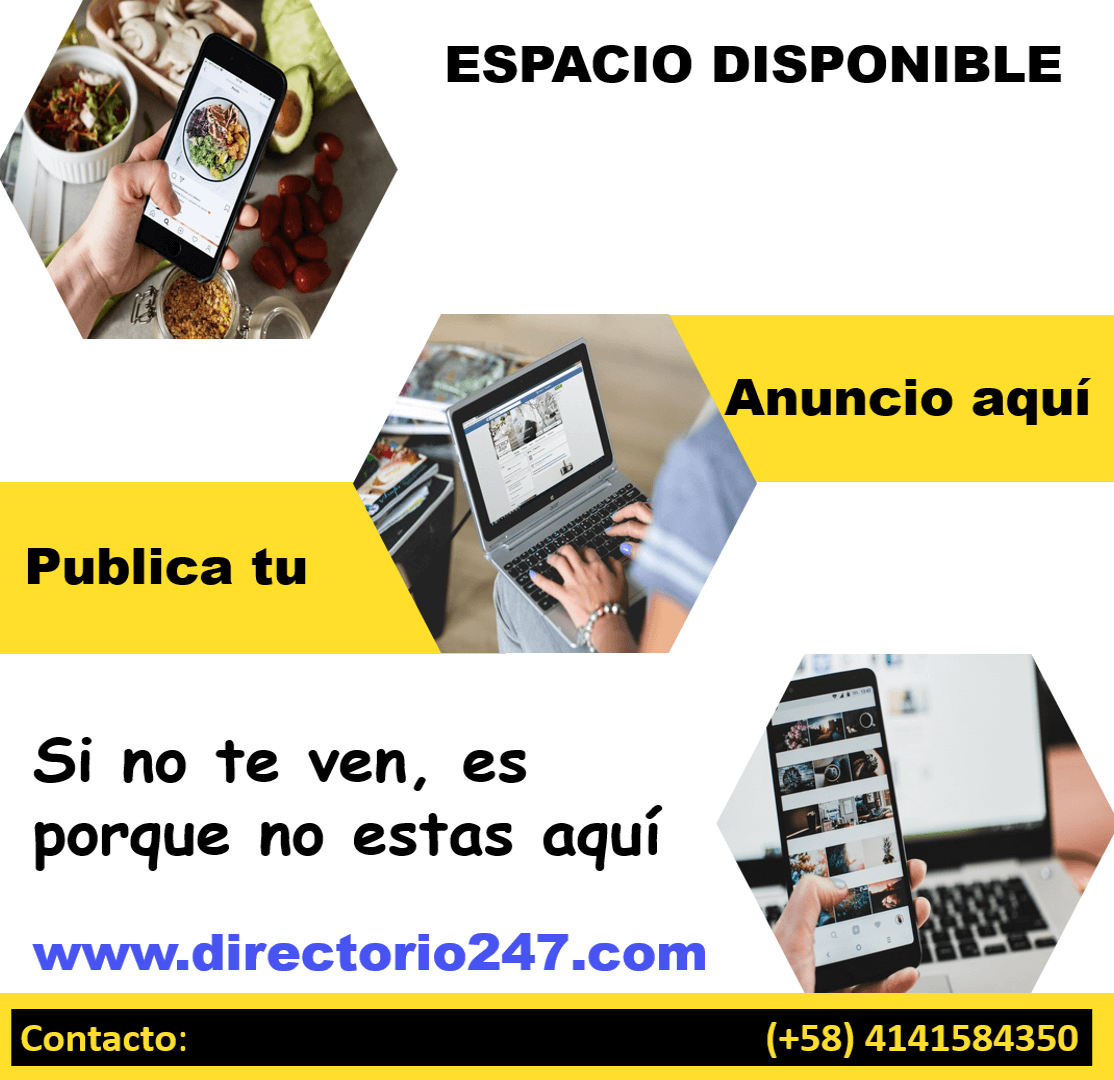 ESPACIO DISPONIBLE
Anuncio aquí
Publica tu
Si no te ven, es
porque no estas aquí
www.directorio247.com
Contacto: (+58) 4141584350